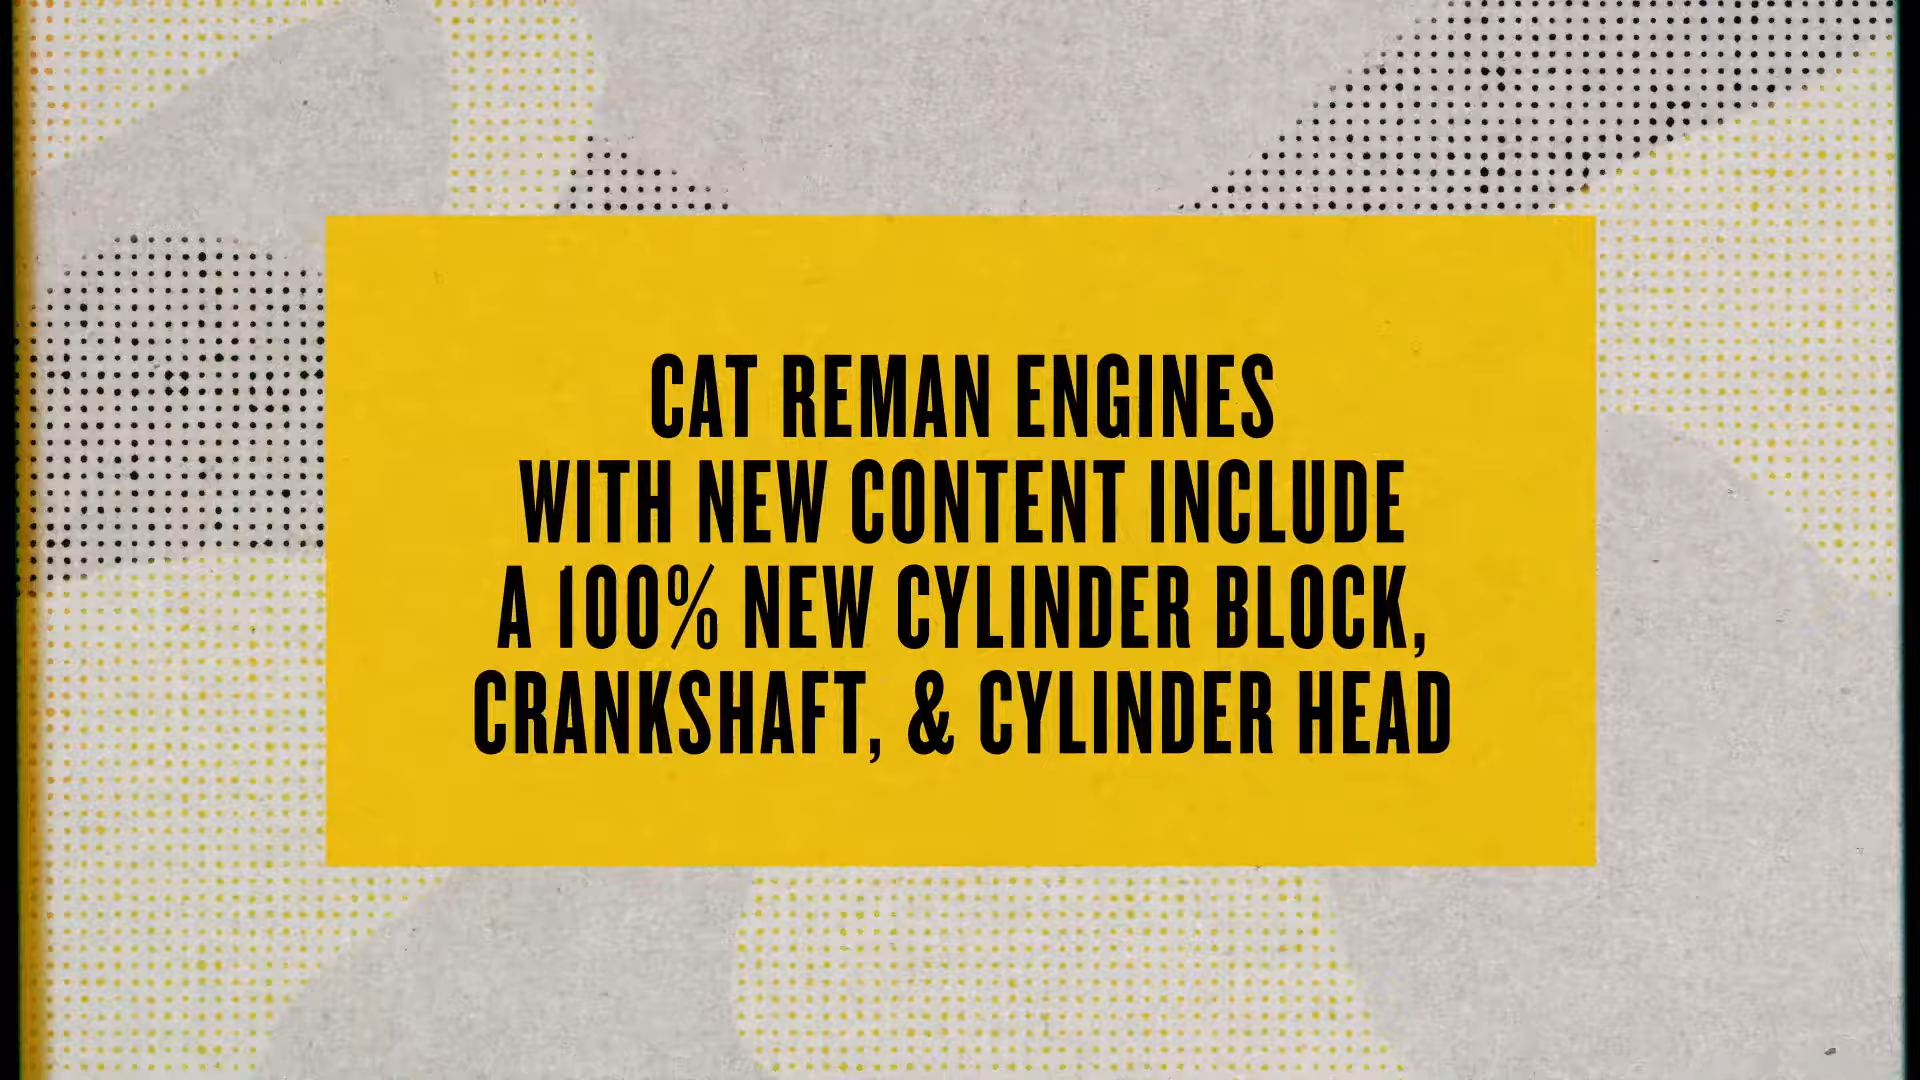 CAT REMAN ENGINES
WITH NEW CONTENT INCLUDE
A 100% NEW CYLINDER BLOCK,
CRANKSHAFT, & CYLINDER HEAD